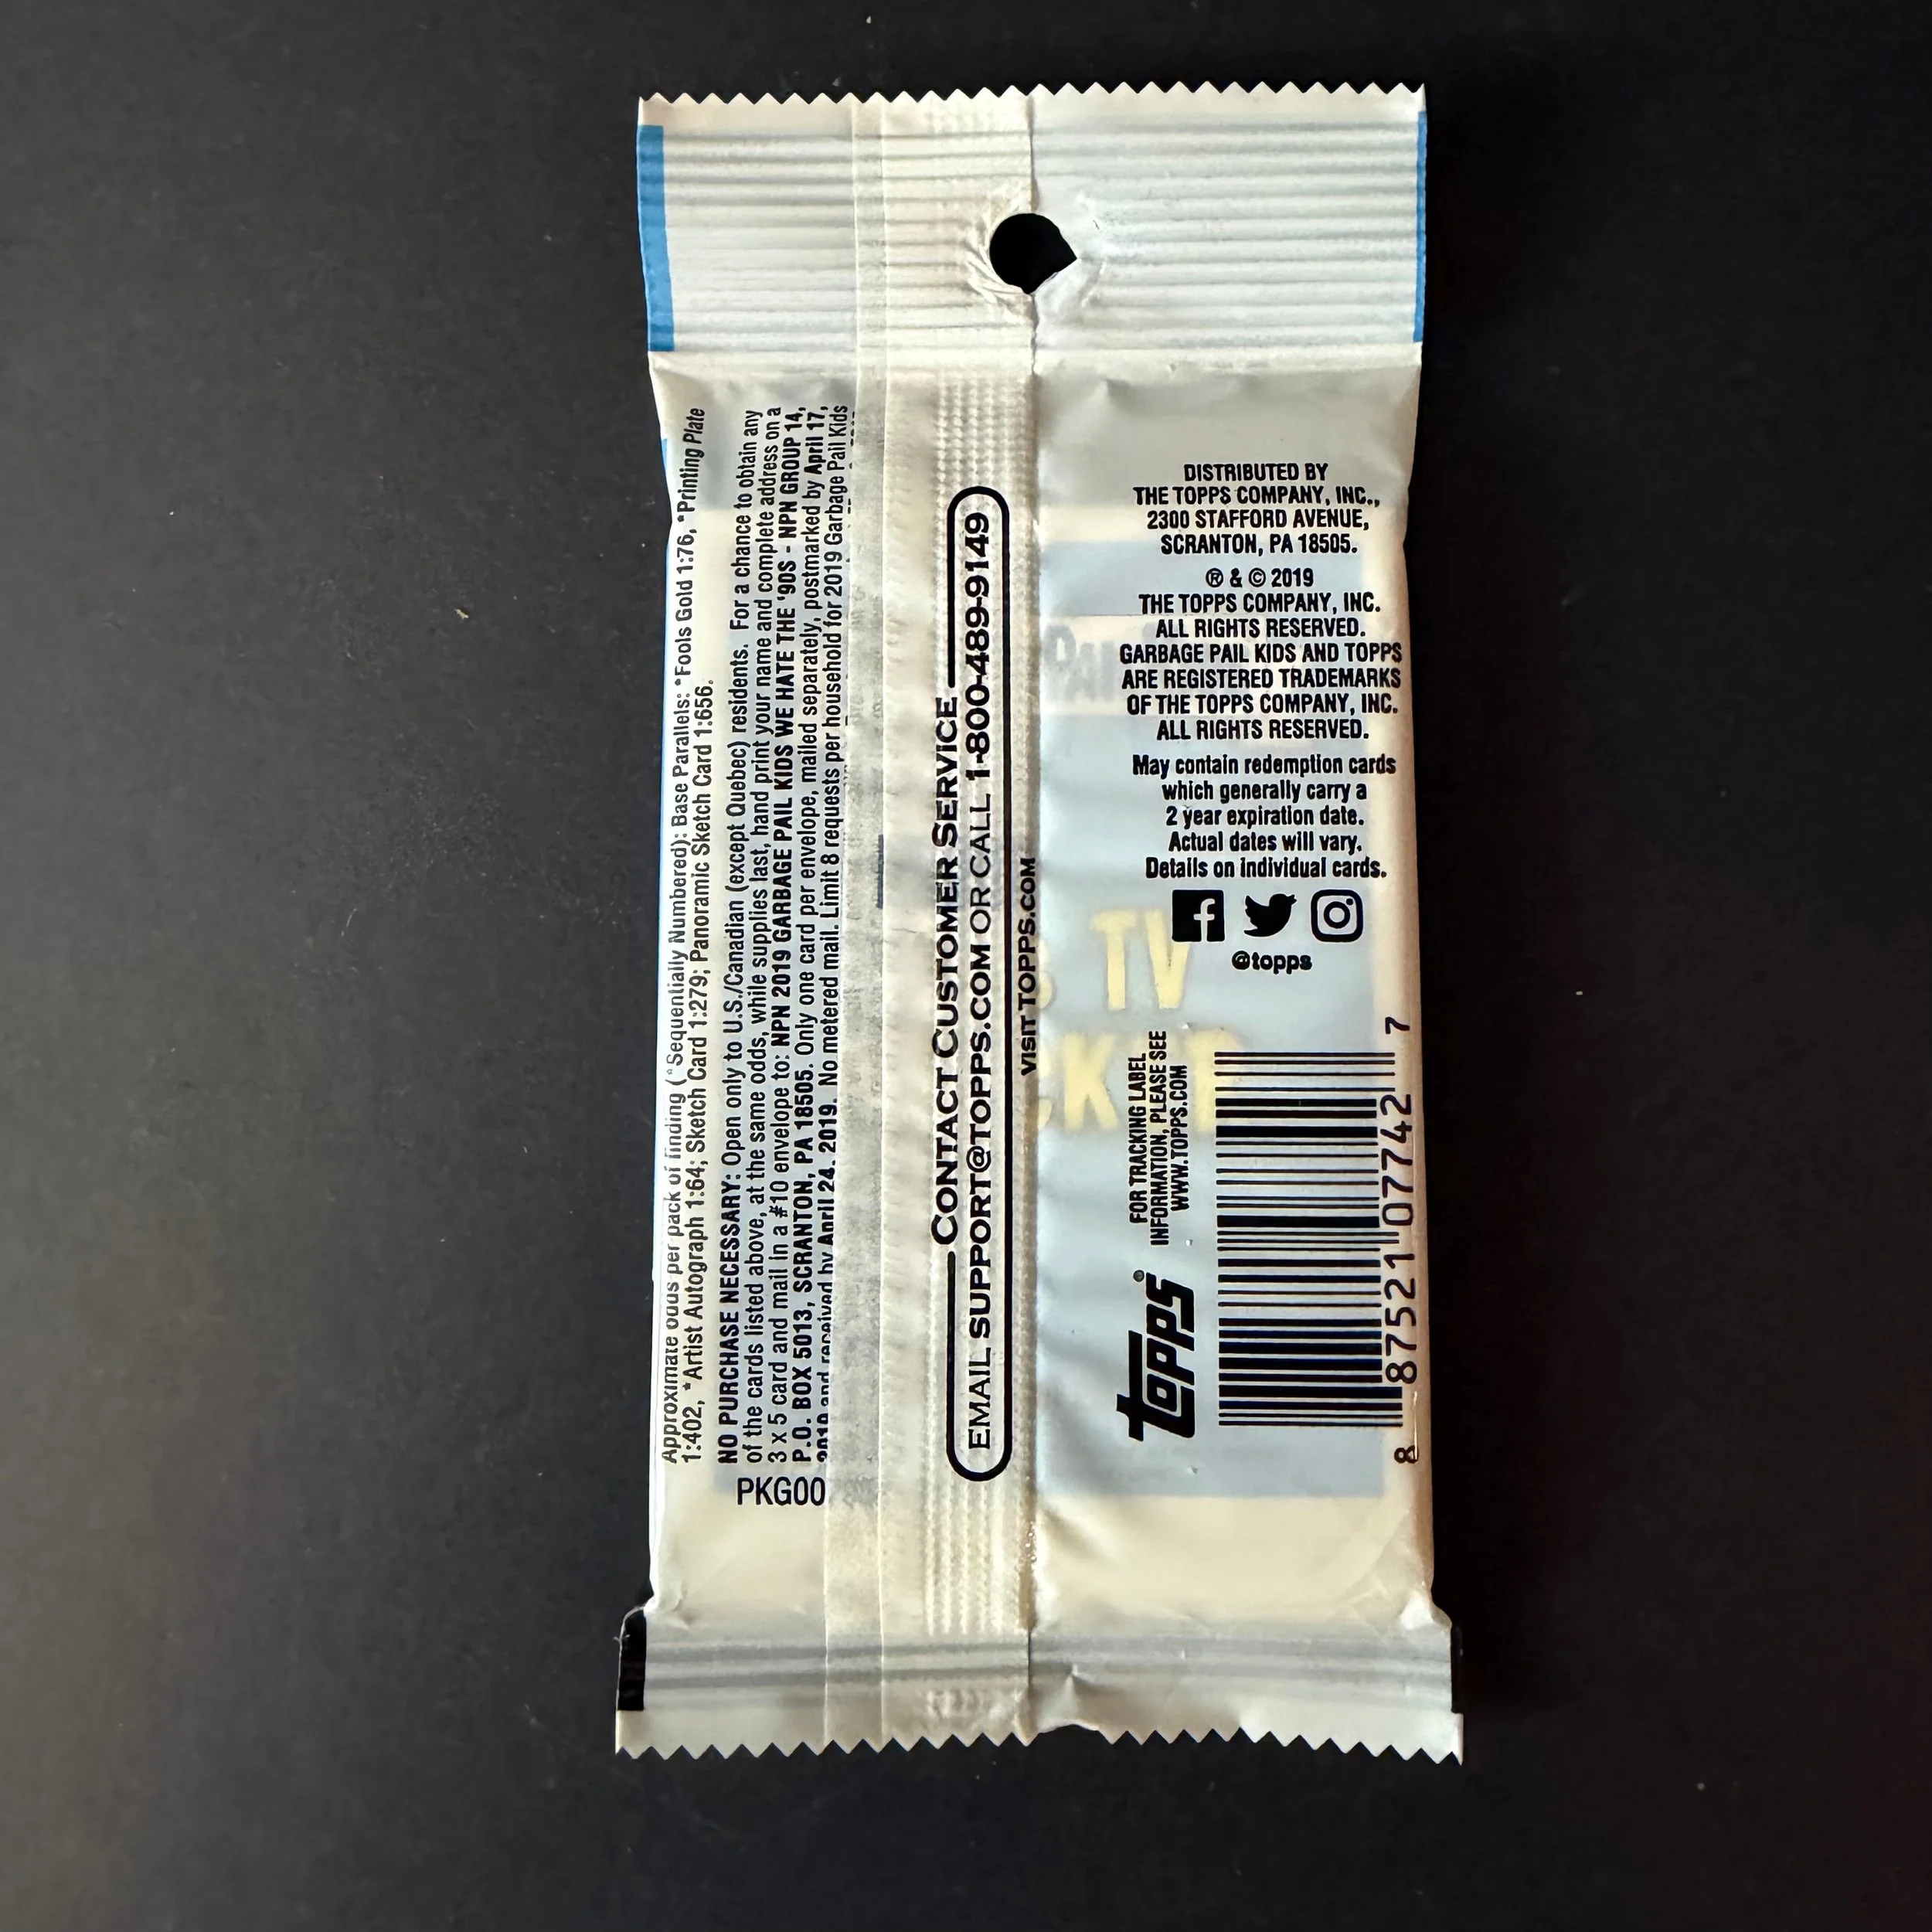 Approximate odds per pack of finding (*Sequentially Numbered): Base Parallels: *Fools Gold 1:76, *Printing Plate
1:402, *Artist Autograph 1:64; Sketch Card 1:279; Panoramic Sketch Card 1:656.
NO PURCHASE NECESSARY: Open only to U.S./Canadian (except Quebec) residents. For a chance to obtain any
of the cards listed above, at the same odds, while supplies last, hand print your name and complete address on a
3 x 5 card and mail in a #10 envelope to: NPN 2019 GARBAGE PAIL KIDS WE HATE THE '90S - NPN GROUP 14,
P.O. BOX 5013, SCRANTON, PA 18505. Only one card per envelope, mailed separately, postmarked by April 17,
2019 and received by April 24, 2019. No metered mail. Limit 8 requests per household for 2019 Garbage Pail Kids
PKG00
CONTACT CUSTOMER SERVICE
EMAIL SUPPORT@TOPPS.COM OR CALL 1-800-489-9149
VISIT TOPPS.COM
DISTRIBUTED BY
THE TOPPS COMPANY, INC.,
2300 STAFFORD AVENUE,
SCRANTON, PA 18505.
® & © 2019
THE TOPPS COMPANY, INC.
ALL RIGHTS RESERVED.
GARBAGE PAIL KIDS AND TOPPS
ARE REGISTERED TRADEMARKS
OF THE TOPPS COMPANY, INC.
ALL RIGHTS RESERVED.
May contain redemption cards
which generally carry a
2 year expiration date.
Actual dates will vary.
Details on individual cards.
@topps
TV
FOR TRACKING LABEL
INFORMATION, PLEASE SEE
WWW.TOPPS.COM
topps®
8 87521 07742 7